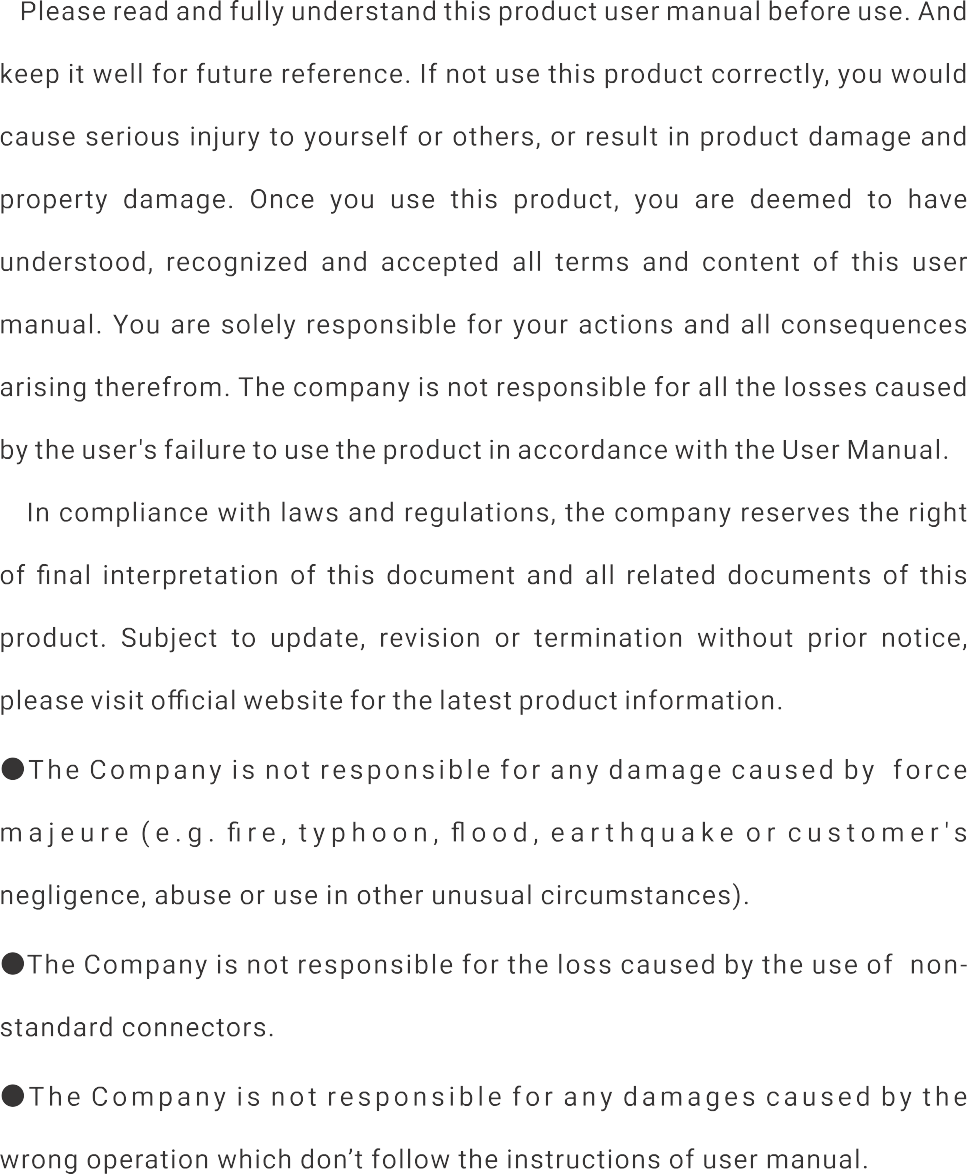 Please read and fully understand this product user manual before use. And
keep it well for future reference. If not use this product correctly, you would
cause serious injury to yourself or others, or result in product damage and
property damage. Once you use this product, you are deemed to have
understood, recognized and accepted all terms and content of this user
manual. You are solely responsible for your actions and all consequences
arising therefrom. The company is not responsible for all the losses caused
by the user's failure to use the product in accordance with the User Manual.
In compliance with laws and regulations, the company reserves the right
of final interpretation of this document and all related documents of this
product. Subject to update, revision or termination without prior notice,
please visit official website for the latest product information.
●The Company is not responsible for any damage caused by force
majeure (e.g. fire, typhoon, flood, earthquake or customer's
negligence, abuse or use in other unusual circumstances).
●The Company is not responsible for the loss caused by the use of non-
standard connectors.
●The Company is not responsible for any damages caused by the
wrong operation which don’t follow the instructions of user manual.